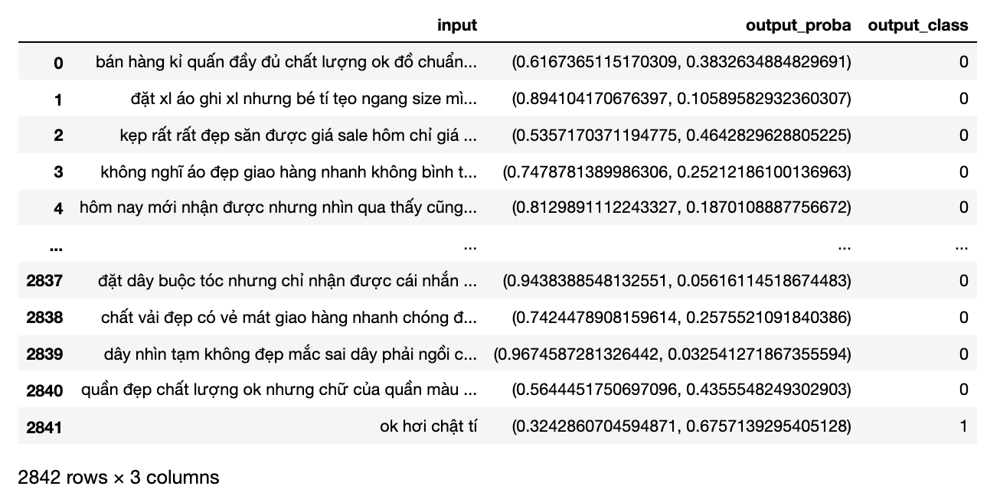 input output_proba output_class
0 bán hàng kỉ quấn đầy đủ chất lượng ok đồ chuẩn... (0.6167365115170309, 0.3832634884829691) 0
1 đặt xl áo ghi xl nhưng bé tí tẹo ngang size mì... (0.894104170676397, 0.10589582932360307) 0
2 kẹp rất rất đẹp săn được giá sale hôm chỉ giá ... (0.5357170371194775, 0.4642829628805225) 0
3 không nghĩ áo đẹp giao hàng nhanh không bình t... (0.7478781389986306, 0.25212186100136963) 0
4 hôm nay mới nhận được nhưng nhìn qua thấy cũng... (0.8129891112243327, 0.1870108887756672) 0
... ... ... ...
2837 đặt dây buộc tóc nhưng chỉ nhận được cái nhắn ... (0.9438388548132551, 0.05616114518674483) 0
2838 chất vải đẹp có vẻ mát giao hàng nhanh chóng đ... (0.7424478908159614, 0.2575521091840386) 0
2839 dây nhìn tạm không đẹp mắc sai dây phải ngồi c... (0.9674587281326442, 0.032541271867355594) 0
2840 quần đẹp chất lượng ok nhưng chữ của quần màu ... (0.5644451750697096, 0.4355548249302903) 0
2841 ok hơi chật tí (0.3242860704594871, 0.6757139295405128) 1
2842 rows × 3 columns